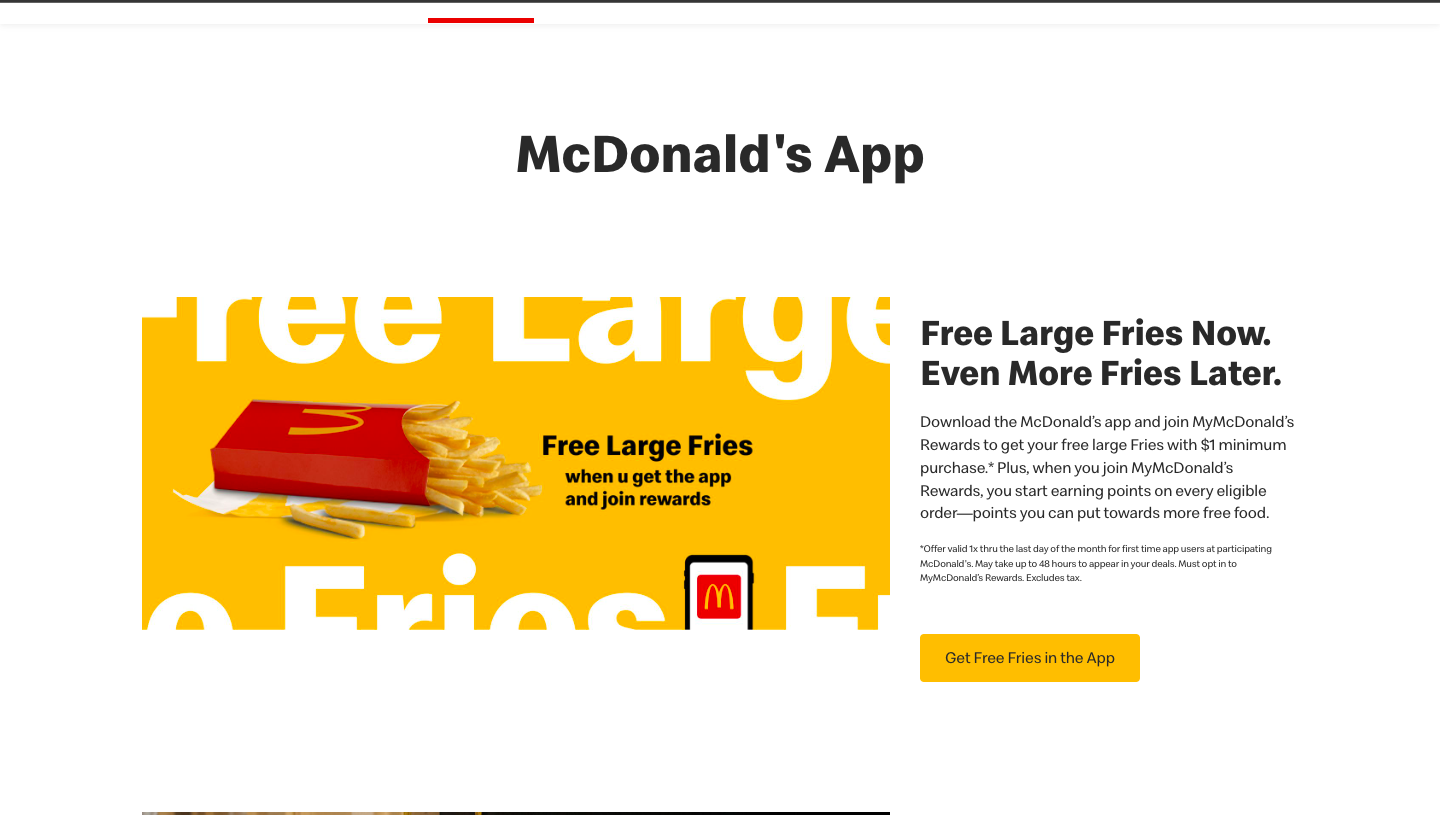 McDonald's App
Free Large
Free Large Fries
when u get the app
and join rewards
Fries
Free Large Fries Now.
Even More Fries Later.
Download the McDonald’s app and join MyMcDonald’s
Rewards to get your free large Fries with $1 minimum
purchase.* Plus, when you join MyMcDonald’s
Rewards, you start earning points on every eligible
order—points you can put towards more free food.
*Offer valid 1x thru the last day of the month for first time app users at participating
McDonald's. May take up to 48 hours to appear in your deals. Must opt in to
MyMcDonald’s Rewards. Excludes tax.
Get Free Fries in the App